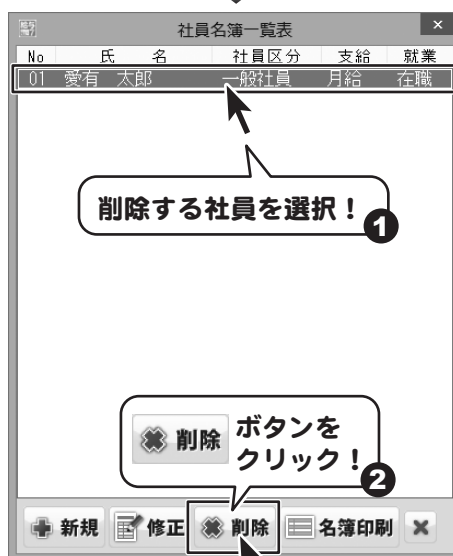 社員名簿一覧表
No 氏 名 社員区分 支給 就業
01 愛有 太郎 一般社員 月給 在職
削除する社員を選択！
1
削除 ボタンを
クリック！
2
新規 修正 削除 名簿印刷